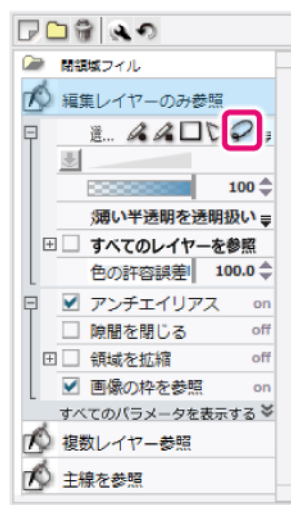 閉領域フィル
編集レイヤーのみ参照
選...
100
薄い半透明を透明扱い
すべてのレイヤーを参照
色の許容誤差 100.0
アンチエイリアス on
隙間を閉じる off
領域を拡縮 off
画像の枠を参照 on
すべてのパラメータを表示する
複数レイヤー参照
主線を参照